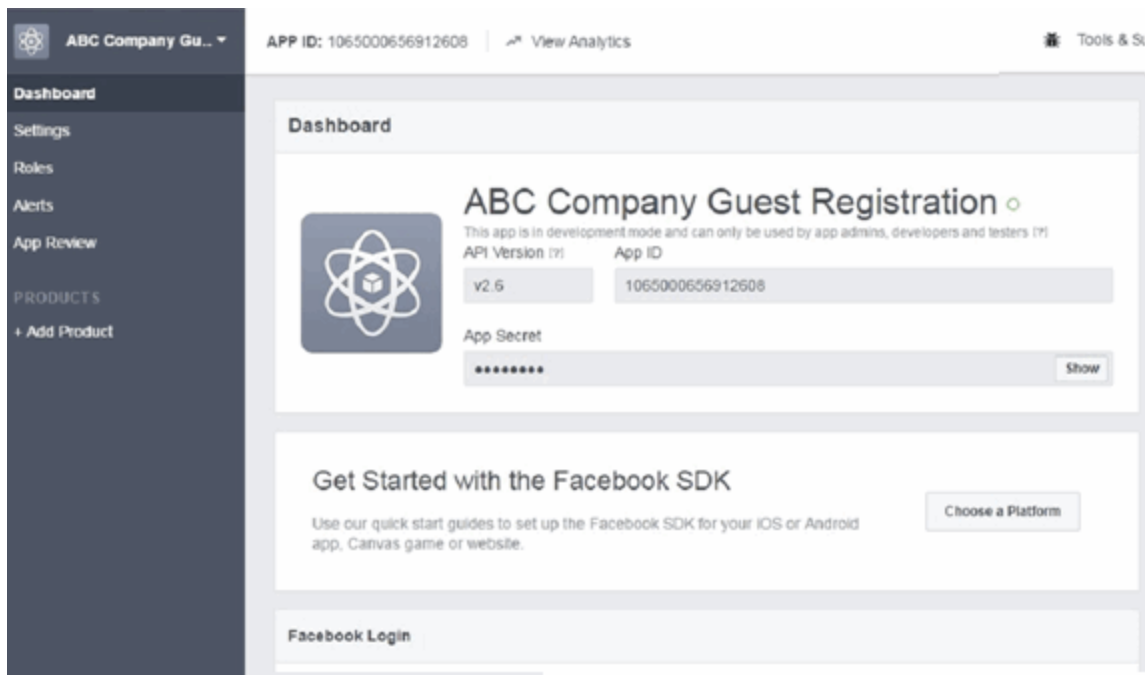 ABC Company Gu... 
APP ID: 1065000656912608
View Analytics
Tools & Su
Dashboard
Settings
Roles
Alerts
App Review
PRODUCTS
+ Add Product
Dashboard
ABC Company Guest Registration
This app is in development mode and can only be used by app admins, developers and testers [?]
API Version [?] App ID
v2.6 1065000656912608
App Secret
●●●●●●●● Show
Get Started with the Facebook SDK
Use our quick start guides to set up the Facebook SDK for your iOS or Android
app, Canvas game or website.
Choose a Platform
Facebook Login